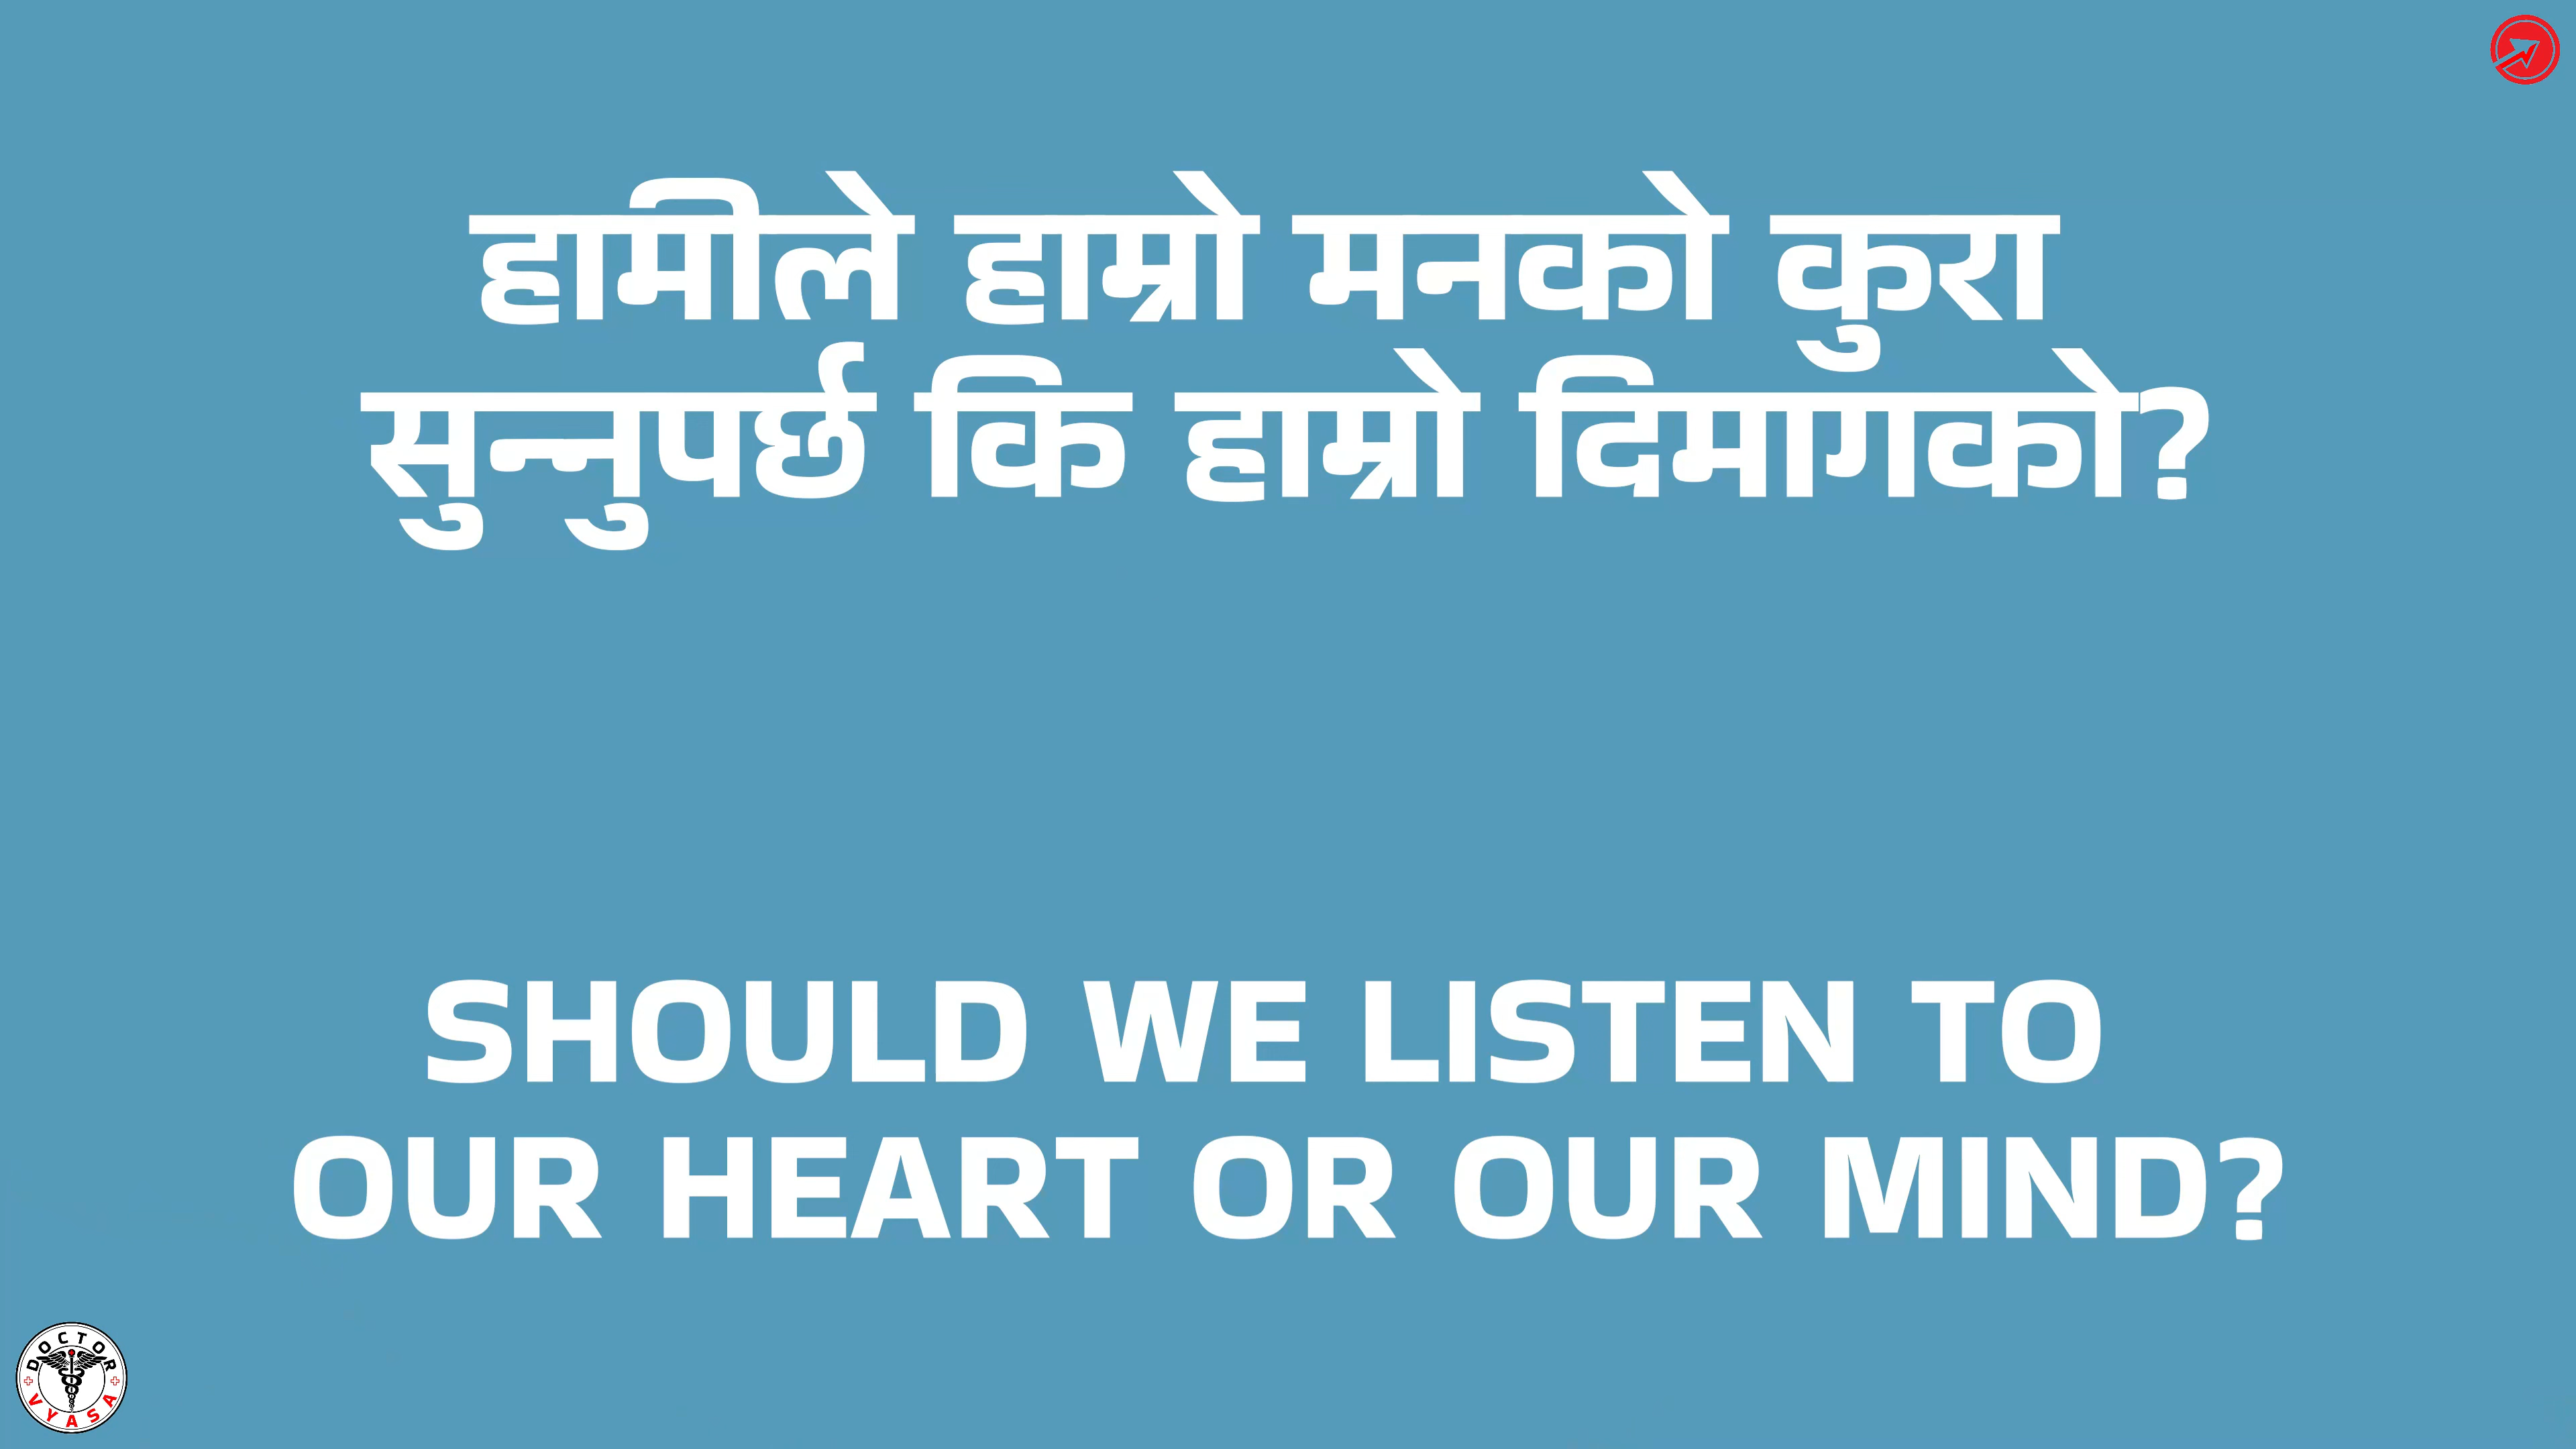 हामीले हाम्रो मनको कुरा
सुन्नुपर्छ कि हाम्रो दिमागको?
SHOULD WE LISTEN TO
OUR HEART OR OUR MIND?
DOCTOR
VYASA